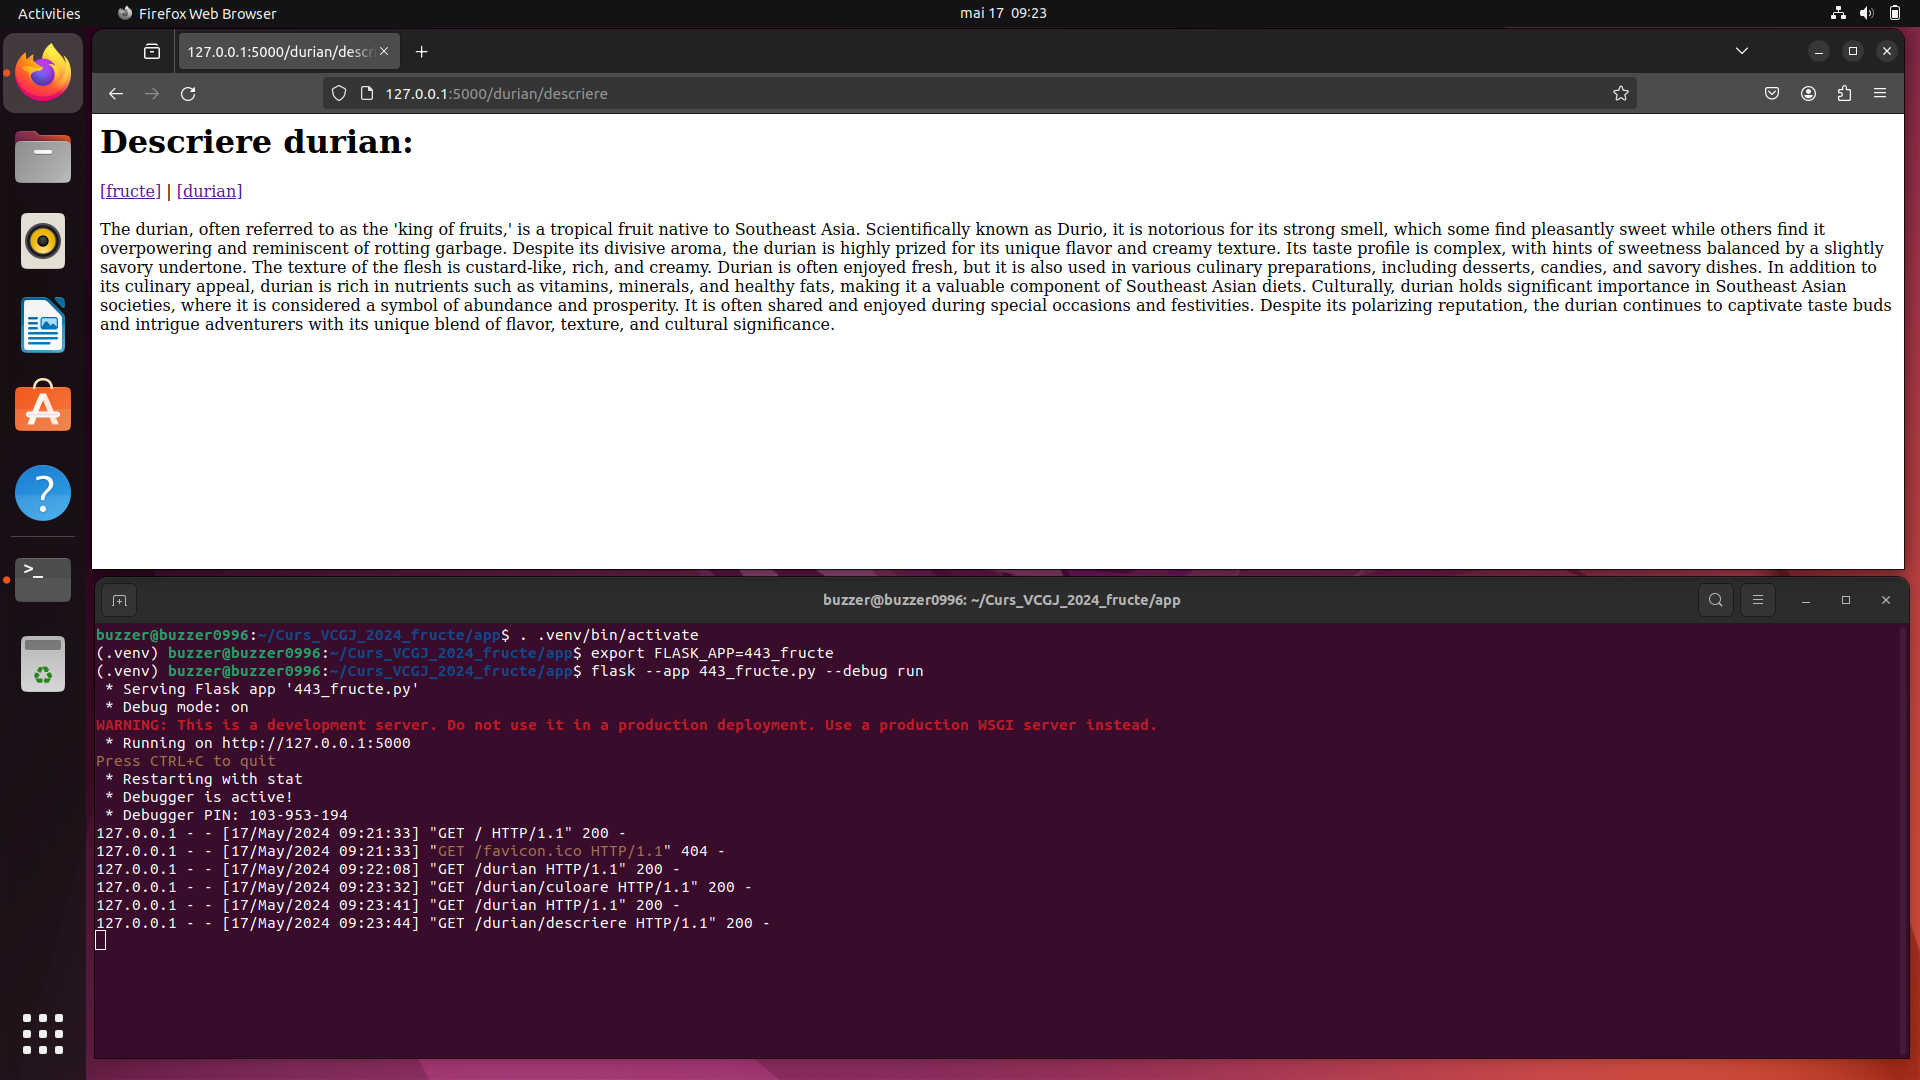 Activities
Firefox Web Browser
mai 17 09:23
127.0.0.1:5000/durian/descri
127.0.0.1:5000/durian/descriere
Descriere durian:
[fructe] | [durian]
The durian, often referred to as the 'king of fruits,' is a tropical fruit native to Southeast Asia. Scientifically known as Durio, it is notorious for its strong smell, which some find pleasantly sweet while others find it
overpowering and reminiscent of rotting garbage. Despite its divisive aroma, the durian is highly prized for its unique flavor and creamy texture. Its taste profile is complex, with hints of sweetness balanced by a slightly
savory undertone. The texture of the flesh is custard-like, rich, and creamy. Durian is often enjoyed fresh, but it is also used in various culinary preparations, including desserts, candies, and savory dishes. In addition to
its culinary appeal, durian is rich in nutrients such as vitamins, minerals, and healthy fats, making it a valuable component of Southeast Asian diets. Culturally, durian holds significant importance in Southeast Asian
societies, where it is considered a symbol of abundance and prosperity. It is often shared and enjoyed during special occasions and festivities. Despite its polarizing reputation, the durian continues to captivate taste buds
and intrigue adventurers with its unique blend of flavor, texture, and cultural significance.
buzzer@buzzer0996: ~/Curs_VCGJ_2024_fructe/app
buzzer@buzzer0996:~/Curs_VCGJ_2024_fructe/app$ . .venv/bin/activate
(.venv) buzzer@buzzer0996:~/Curs_VCGJ_2024_fructe/app$ export FLASK_APP=443_fructe
(.venv) buzzer@buzzer0996:~/Curs_VCGJ_2024_fructe/app$ flask --app 443_fructe.py --debug run
 * Serving Flask app '443_fructe.py'
 * Debug mode: on
WARNING: This is a development server. Do not use it in a production deployment. Use a production WSGI server instead.
 * Running on http://127.0.0.1:5000
Press CTRL+C to quit
 * Restarting with stat
 * Debugger is active!
 * Debugger PIN: 103-953-194
127.0.0.1 - - [17/May/2024 09:21:33] "GET / HTTP/1.1" 200 -
127.0.0.1 - - [17/May/2024 09:21:33] "GET /favicon.ico HTTP/1.1" 404 -
127.0.0.1 - - [17/May/2024 09:22:08] "GET /durian HTTP/1.1" 200 -
127.0.0.1 - - [17/May/2024 09:23:32] "GET /durian/culoare HTTP/1.1" 200 -
127.0.0.1 - - [17/May/2024 09:23:41] "GET /durian HTTP/1.1" 200 -
127.0.0.1 - - [17/May/2024 09:23:44] "GET /durian/descriere HTTP/1.1" 200 -